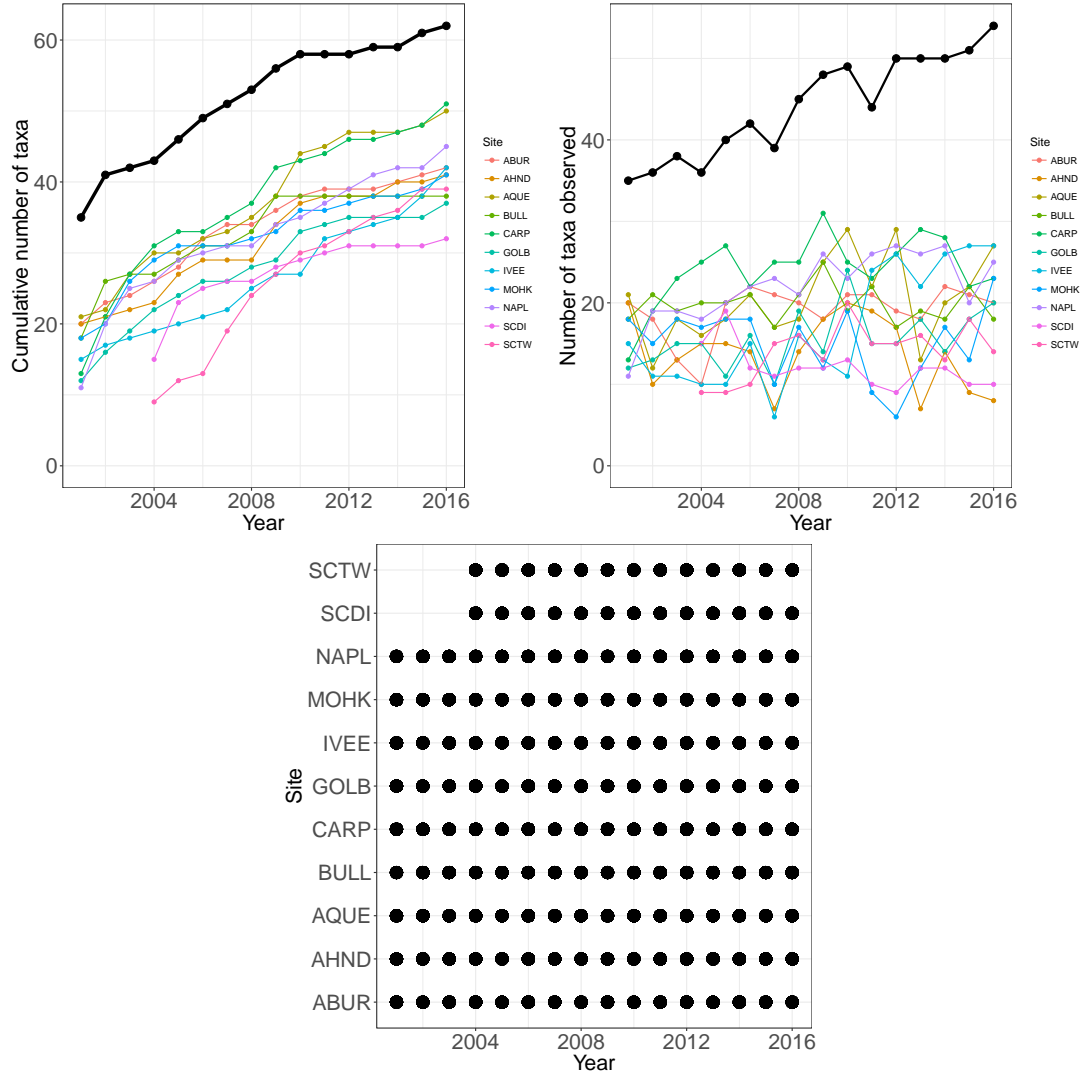 Cumulative number of taxa
60
40
20
0
2004 2008 2012 2016
Year
Site
ABUR
AHND
AQUE
BULL
CARP
GOLB
IVEE
MOHK
NAPL
SCDI
SCTW
Number of taxa observed
40
20
0
2004 2008 2012 2016
Year
Site
ABUR
AHND
AQUE
BULL
CARP
GOLB
IVEE
MOHK
NAPL
SCDI
SCTW
Site
SCTW
SCDI
NAPL
MOHK
IVEE
GOLB
CARP
BULL
AQUE
AHND
ABUR
2004 2008 2012 2016
Year